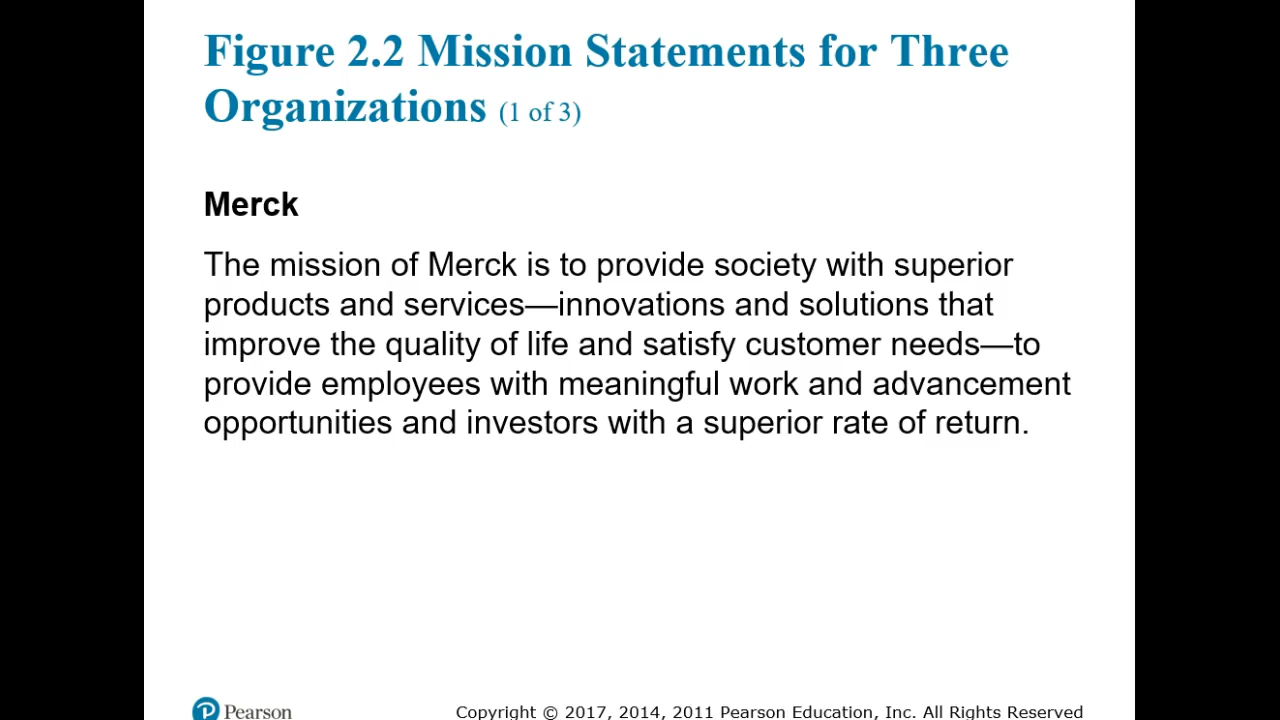 Figure 2.2 Mission Statements for Three
Organizations (1 of 3)
Merck
The mission of Merck is to provide society with superior
products and services—innovations and solutions that
improve the quality of life and satisfy customer needs—to
provide employees with meaningful work and advancement
opportunities and investors with a superior rate of return.
Pearson
Copyright © 2017, 2014, 2011 Pearson Education, Inc. All Rights Reserved